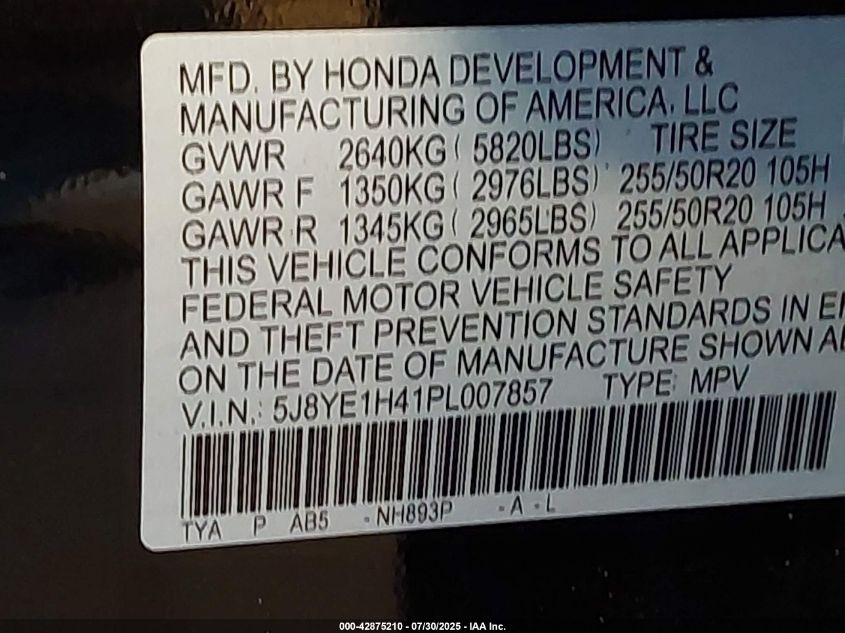 MFD. BY HONDA DEVELOPMENT &
MANUFACTURING OF AMERICA, LLC
GVWR 2640KG ( 5820LBS) TIRE SIZE
GAWR F 1350KG ( 2976LBS) 255/50R20 105H
GAWR R 1345KG ( 2965LBS) 255/50R20 105H
THIS VEHICLE CONFORMS TO ALL APPLICA
FEDERAL MOTOR VEHICLE SAFETY
AND THEFT PREVENTION STANDARDS IN E
ON THE DATE OF MANUFACTURE SHOWN A
V.I.N.: 5J8YE1H41PL007857 TYPE: MPV
TYA P AB5 -NH893P -A -L
000-42875210 - 07/30/2025 - IAA Inc.